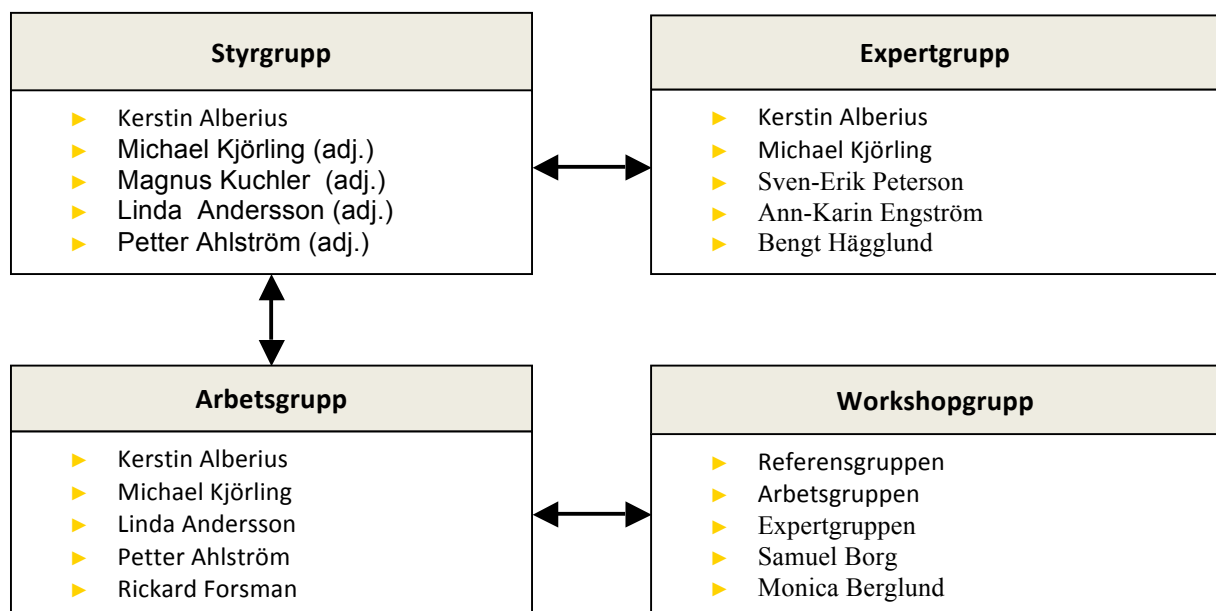 Styrgrupp
► Kerstin Alberius
► Michael Kjörling (adj.)
► Magnus Kuchler (adj.)
► Linda Andersson (adj.)
► Petter Ahlström (adj.)
Expertgrupp
► Kerstin Alberius
► Michael Kjörling
► Sven-Erik Peterson
► Ann-Karin Engström
► Bengt Hägglund
Arbetsgrupp
► Kerstin Alberius
► Michael Kjörling
► Linda Andersson
► Petter Ahlström
► Rickard Forsman
Workshopgrupp
► Referensgruppen
► Arbetsgruppen
► Expertgruppen
► Samuel Borg
► Monica Berglund